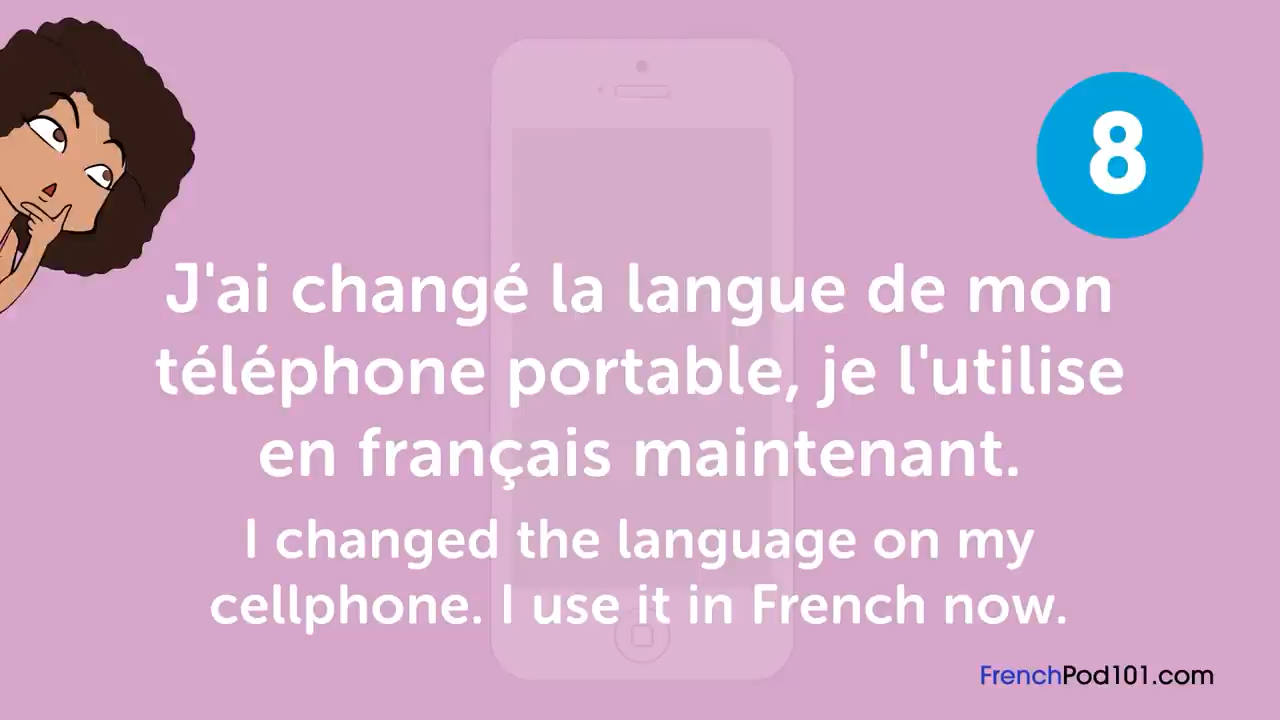 8
J'ai changé la langue de mon
téléphone portable, je l'utilise
en français maintenant.
I changed the language on my
cellphone. I use it in French now.
FrenchPod101.com